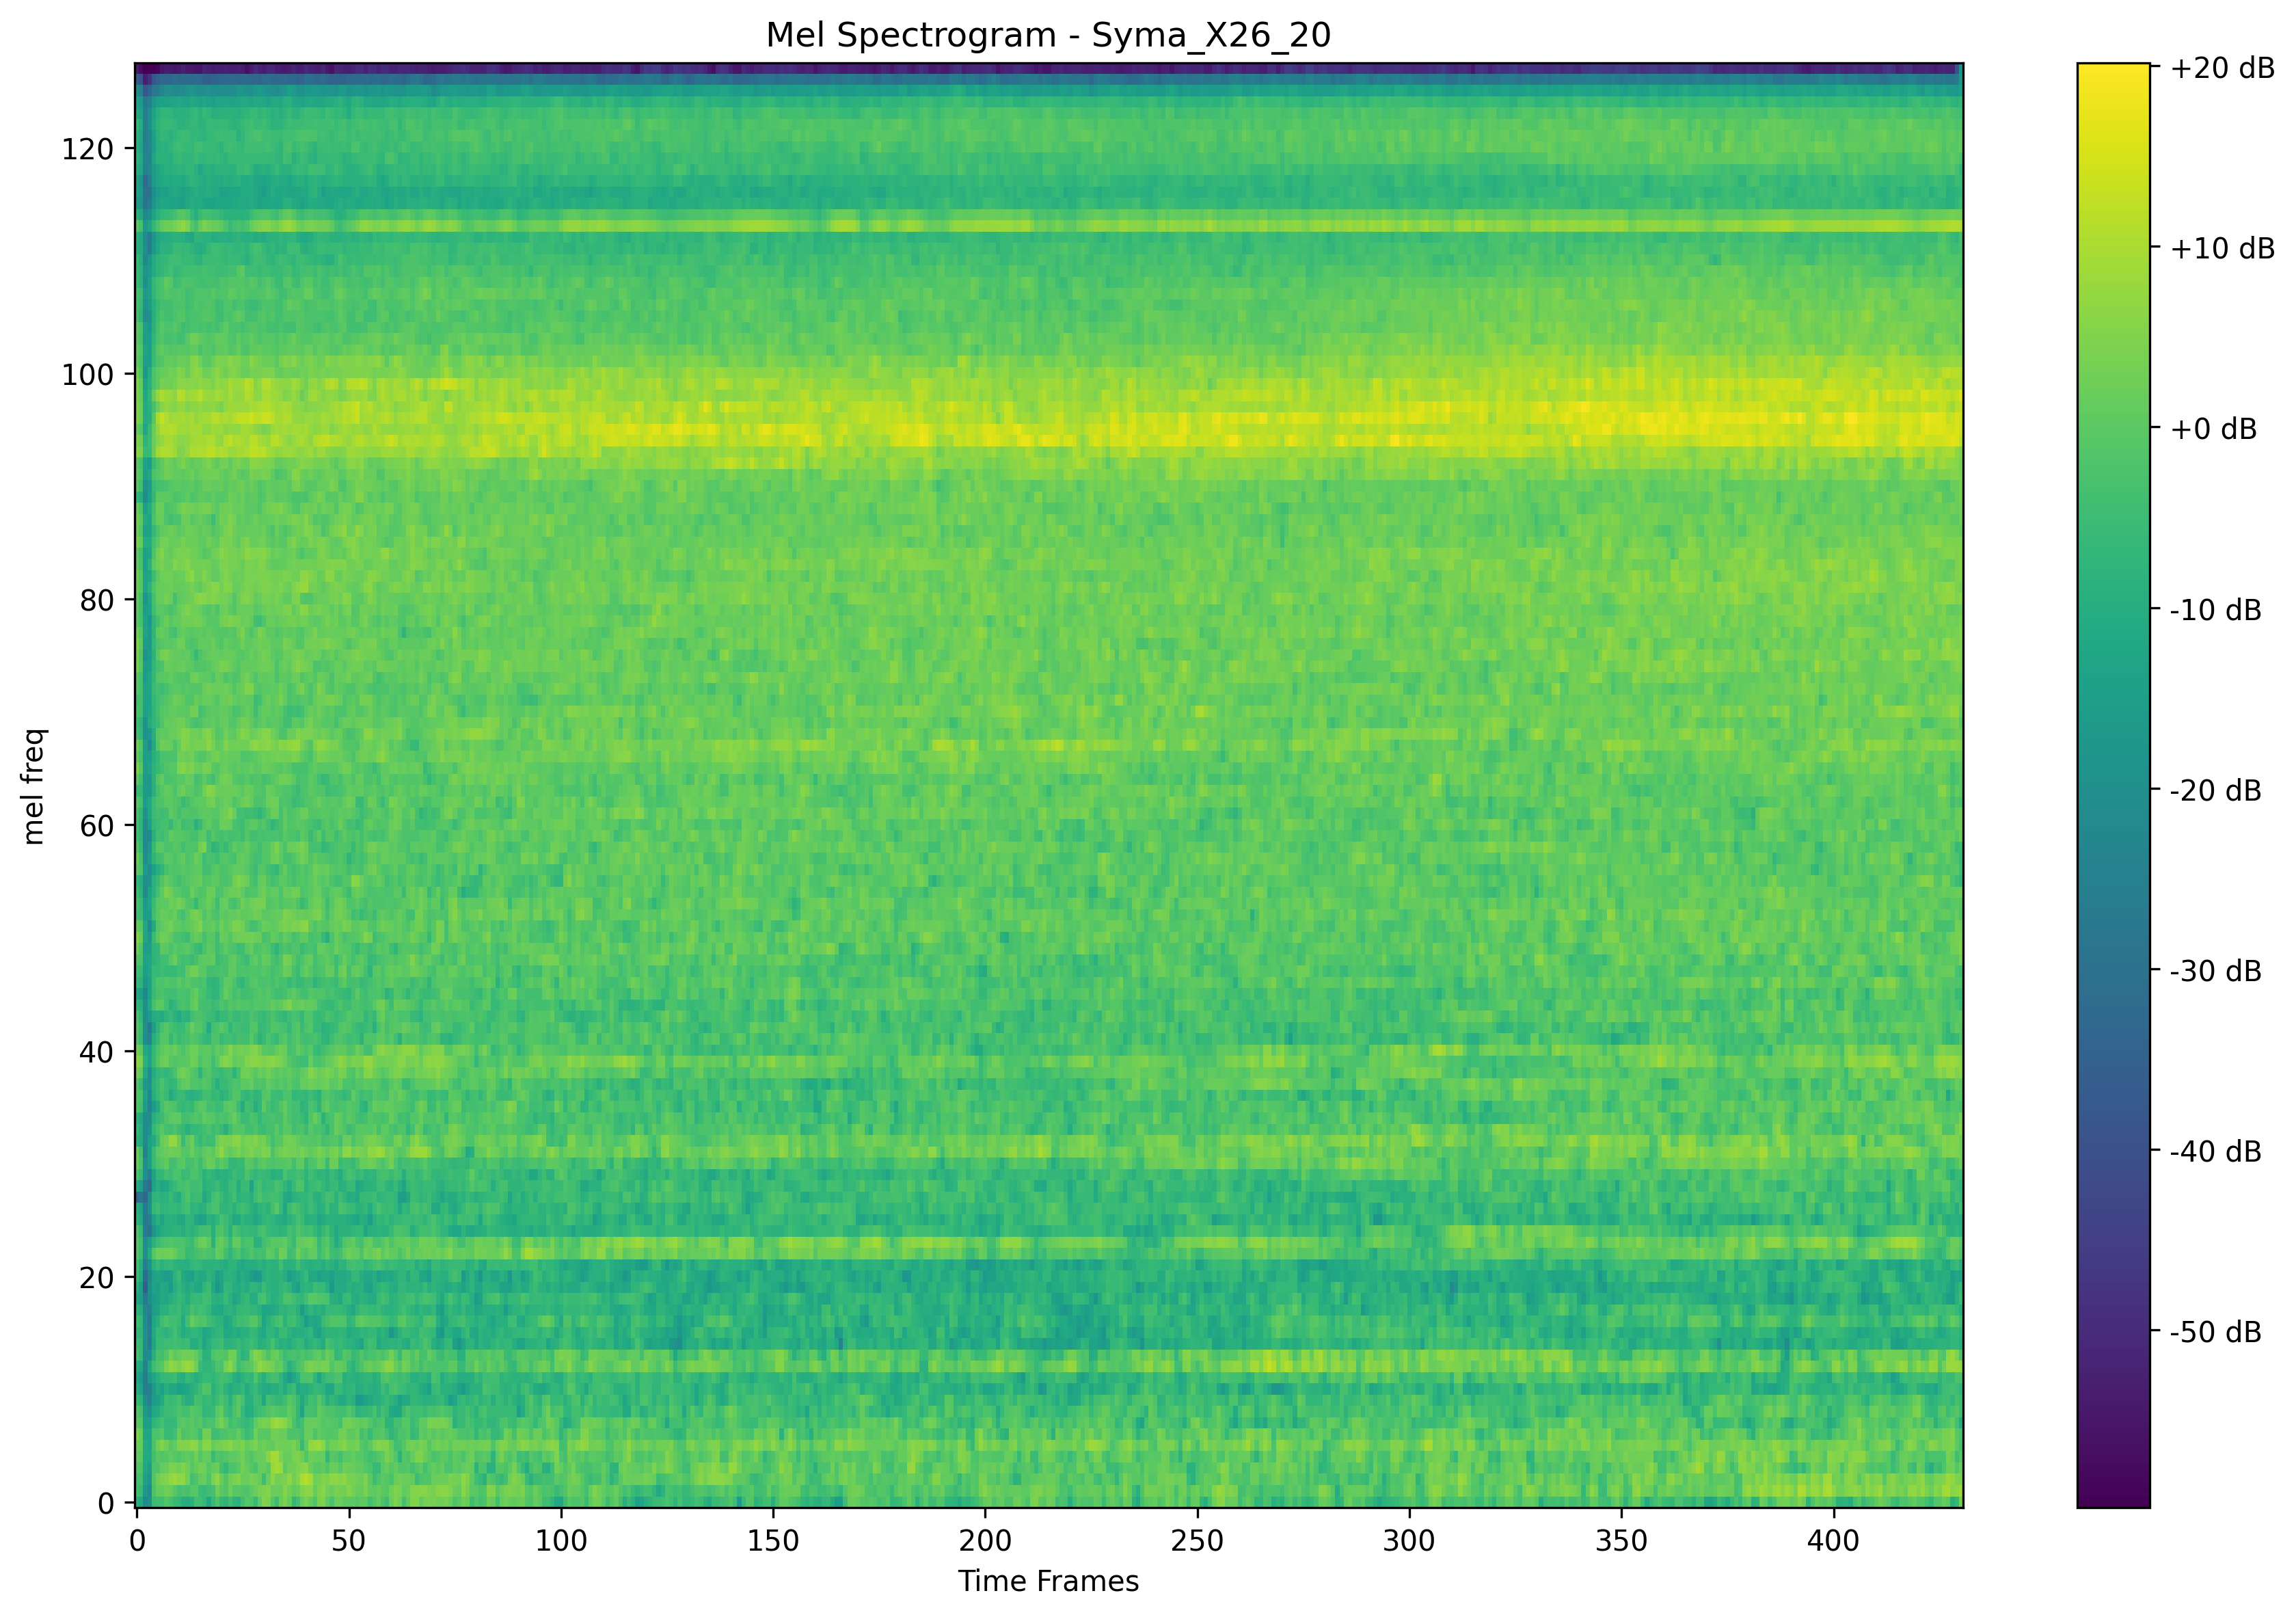 Mel Spectrogram - Syma_X26_20
mel freq
120
100
80
60
40
20
0
0 50 100 150 200 250 300 350 400
Time Frames
+20 dB
+10 dB
+0 dB
-10 dB
-20 dB
-30 dB
-40 dB
-50 dB